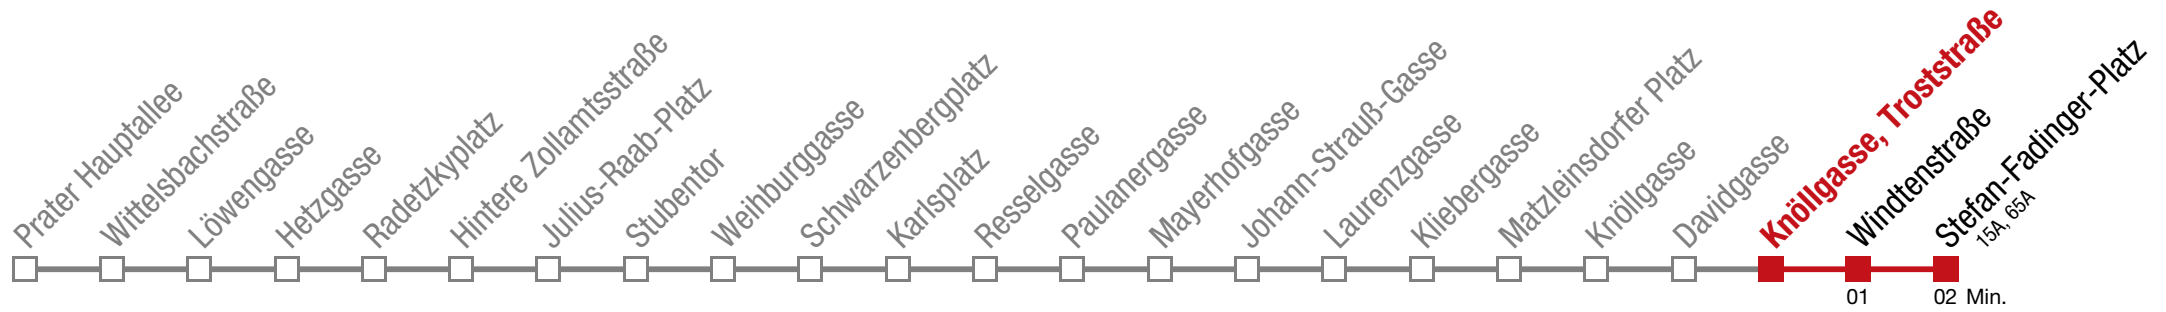 Prater Hauptallee
Wittelsbachstraße
Löwengasse
Hetzgasse
Radetzkyplatz
Hintere Zollamtsstraße
Julius-Raab-Platz
Stubentor
Weihburggasse
Schwarzenbergplatz
Karlsplatz
Resselgasse
Paulanergasse
Mayerhofgasse
Johann-Strauß-Gasse
Laurenzgasse
Kliebergasse
Matzleinsdorfer Platz
Knöllgasse
Davidgasse
Knöllgasse, Troststraße
Windtenstraße
Stefan-Fadinger-Platz
15A, 65A
01
02 Min.